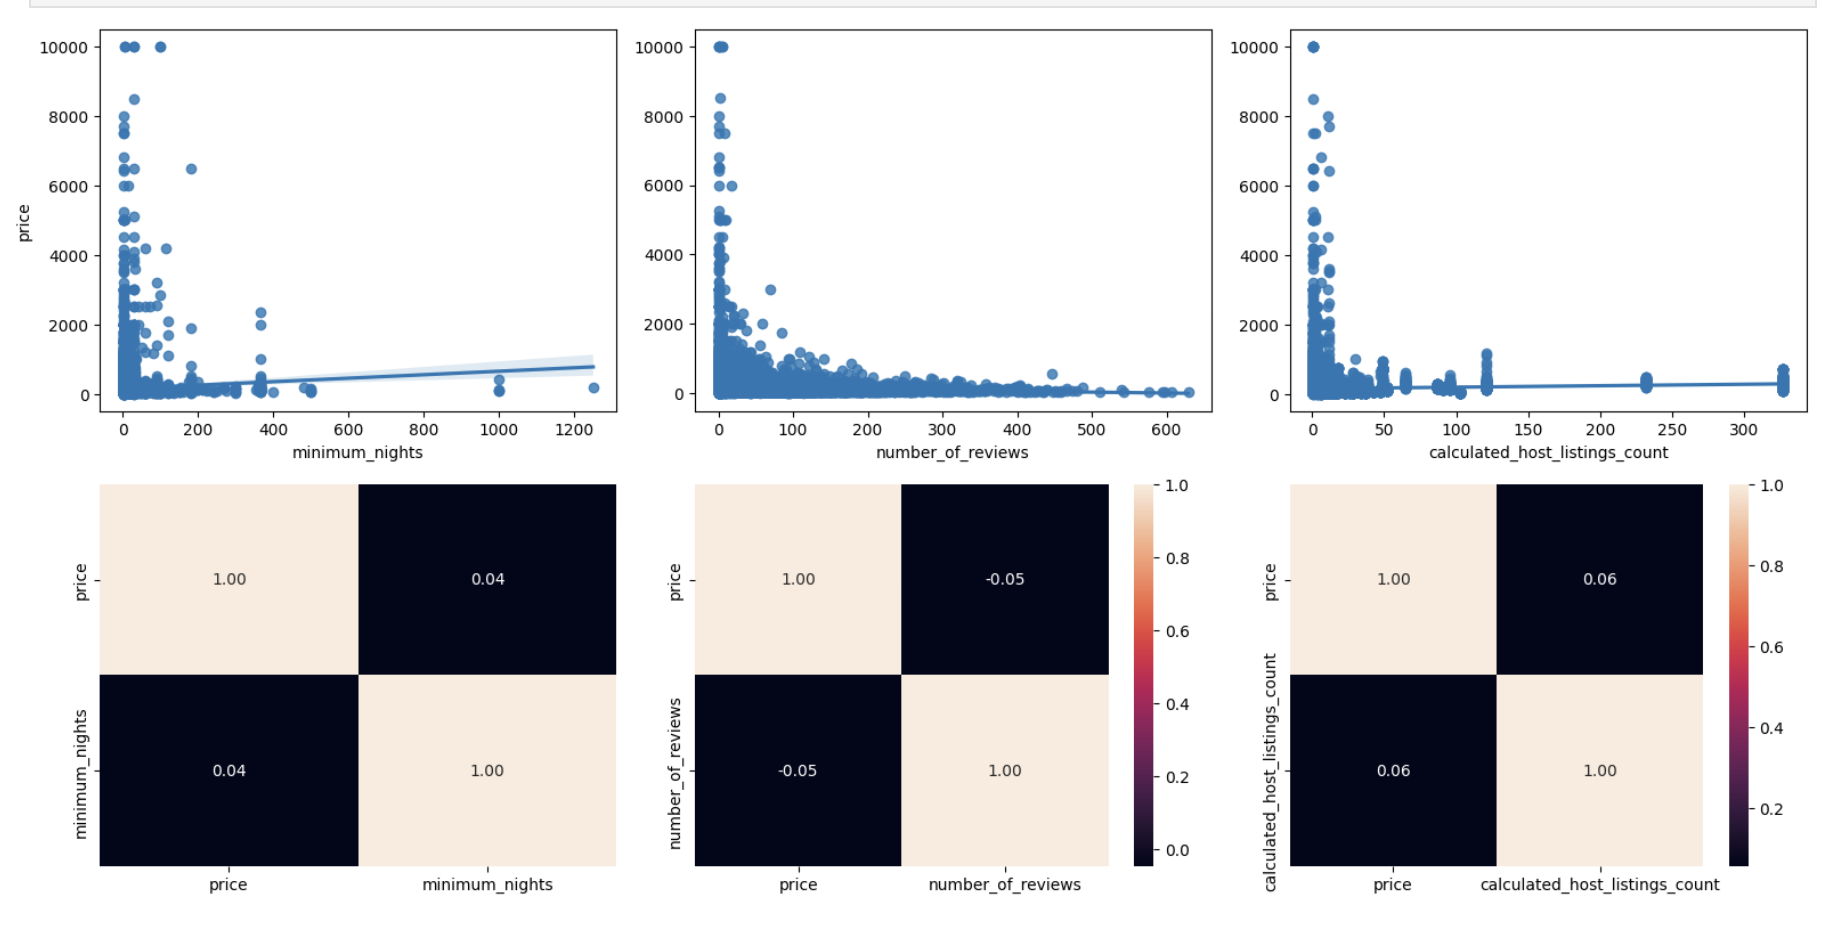 10000
8000
6000
4000
2000
0
price
0 200 400 600 800 1000 1200
minimum_nights
10000
8000
6000
4000
2000
0
0 100 200 300 400 500 600
number_of_reviews
10000
8000
6000
4000
2000
0
0 50 100 150 200 250 300
calculated_host_listings_count
price
minimum_nights
1.00 0.04
0.04 1.00
price minimum_nights
price
number_of_reviews
1.00 -0.05
-0.05 1.00
price number_of_reviews
1.0
0.8
0.6
0.4
0.2
0.0
price
calculated_host_listings_count
1.00 0.06
0.06 1.00
price calculated_host_listings_count
1.0
0.8
0.6
0.4
0.2